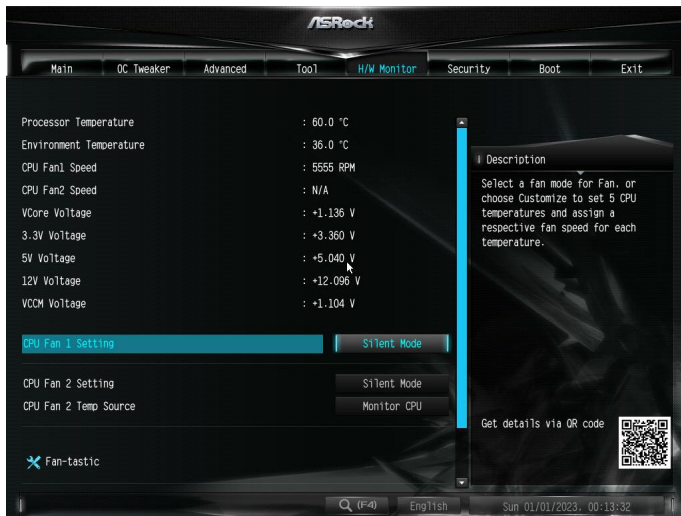 ASRock
Main OC Tweaker Advanced Tool H/W Monitor Security Boot Exit
Processor Temperature : 60.0 °C
Environment Temperature : 36.0 °C
CPU Fan1 Speed : 5555 RPM
CPU Fan2 Speed : N/A
VCore Voltage : +1.136 V
3.3V Voltage : +3.360 V
5V Voltage : +5.040 V
12V Voltage : +12.096 V
VCCM Voltage : +1.104 V
CPU Fan 1 Setting Silent Mode
CPU Fan 2 Setting Silent Mode
CPU Fan 2 Temp Source Monitor CPU
Fan-tastic
Description
Select a fan mode for Fan, or
choose Customize to set 5 CPU
temperatures and assign a
respective fan speed for each
temperature.
Get details via QR code
(F4) English Sun 01/01/2023. 00:13:32